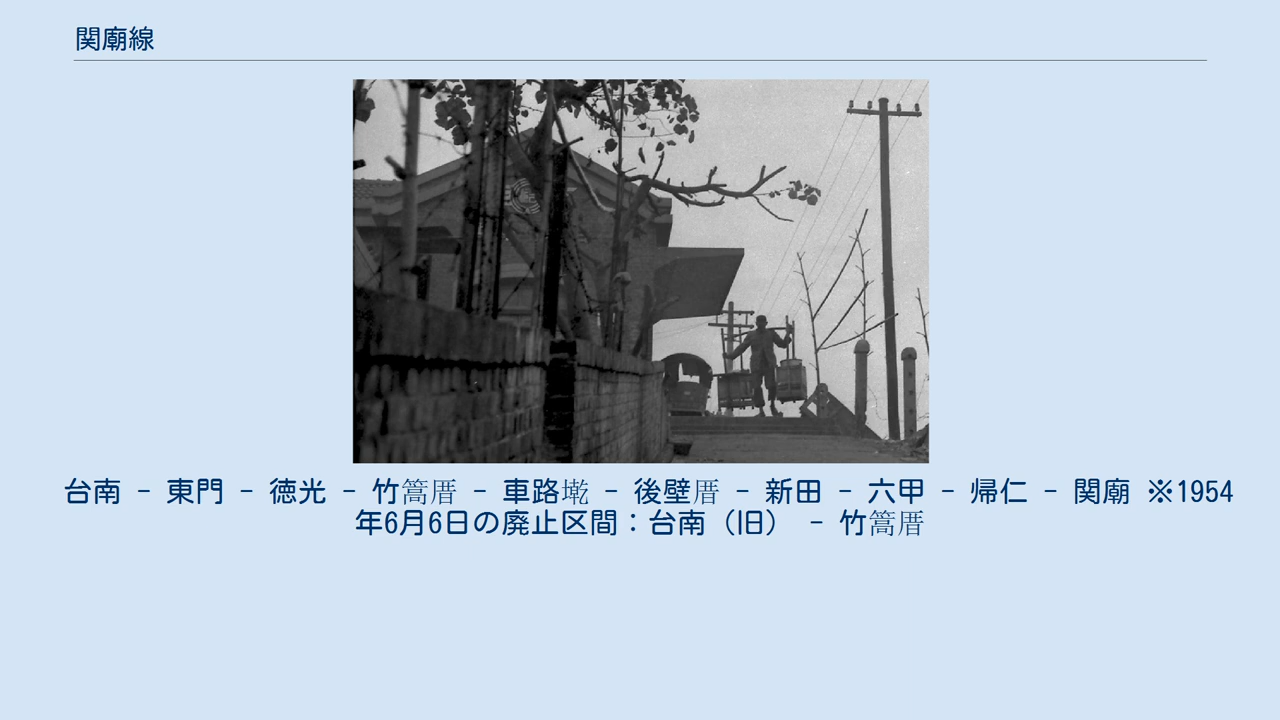 関廟線
台南 - 東門 - 徳光 - 竹篙厝 - 車路墘 - 後壁厝 - 新田 - 六甲 - 帰仁 - 関廟 ※1954
年6月6日の廃止区間：台南（旧） - 竹篙厝